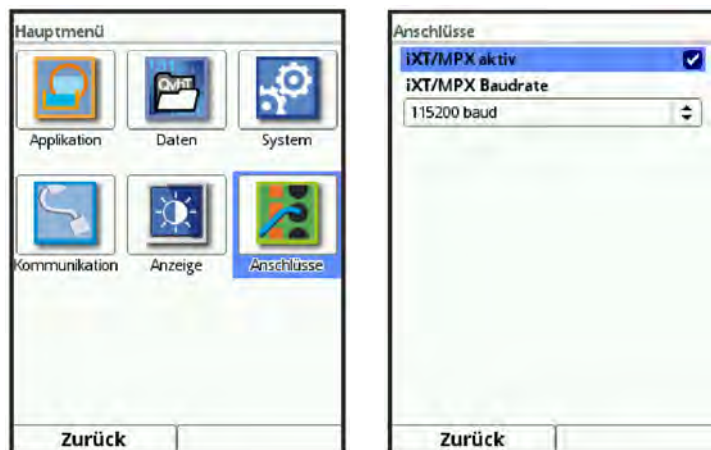 Hauptmenü
Applikation
Daten
System
Kommunikation
Anzeige
Anschlüsse
Zurück
Anschlüsse
iXT/MPX aktiv
iXT/MPX Baudrate
115200 baud
Zurück